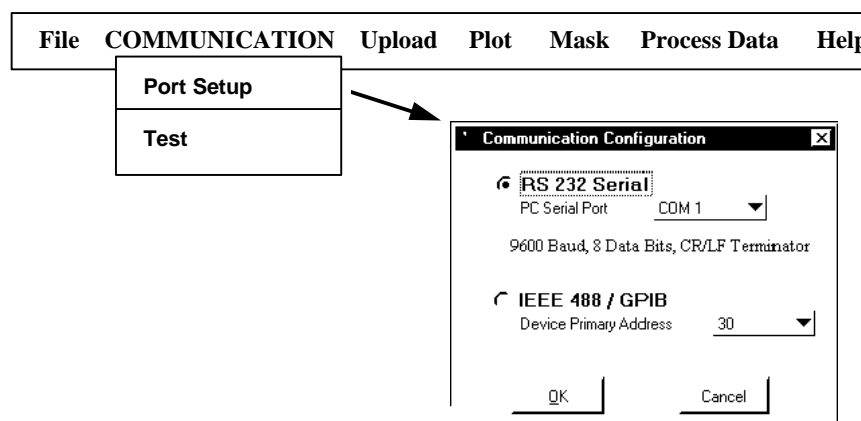 File COMMUNICATION Upload Plot Mask Process Data Help
Port Setup
Test
Communication Configuration
RS 232 Serial
PC Serial Port COM 1
9600 Baud, 8 Data Bits, CR/LF Terminator
IEEE 488 / GPIB
Device Primary Address 30
OK Cancel